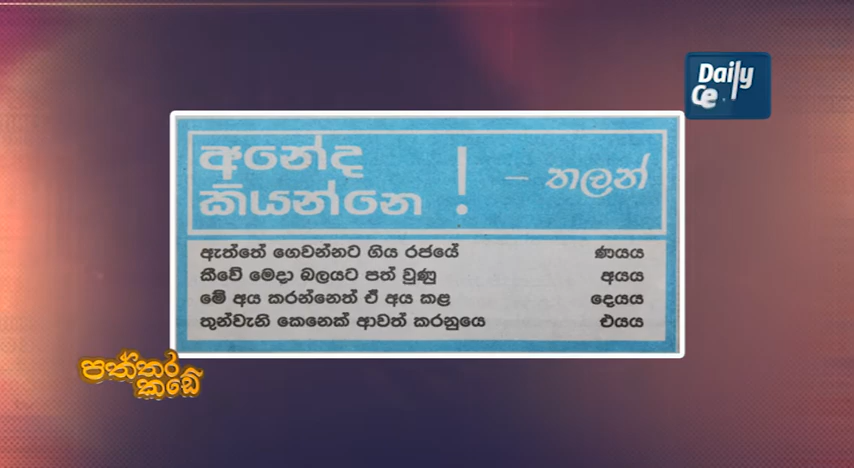 Daily
Ce
අනේද
කියන්නෙ ! – තලන්
ඇත්තේ ගෙවන්නට ගිය රජයේ ණයය
කීවේ මෙදා බලයට පත් වුණු අයය
මේ අය කරන්නෙත් ඒ අය කළ දෙයය
තුන්වැනි කෙනෙක් ආවත් කරනුයෙ එයය
පත්තර
කඩේ